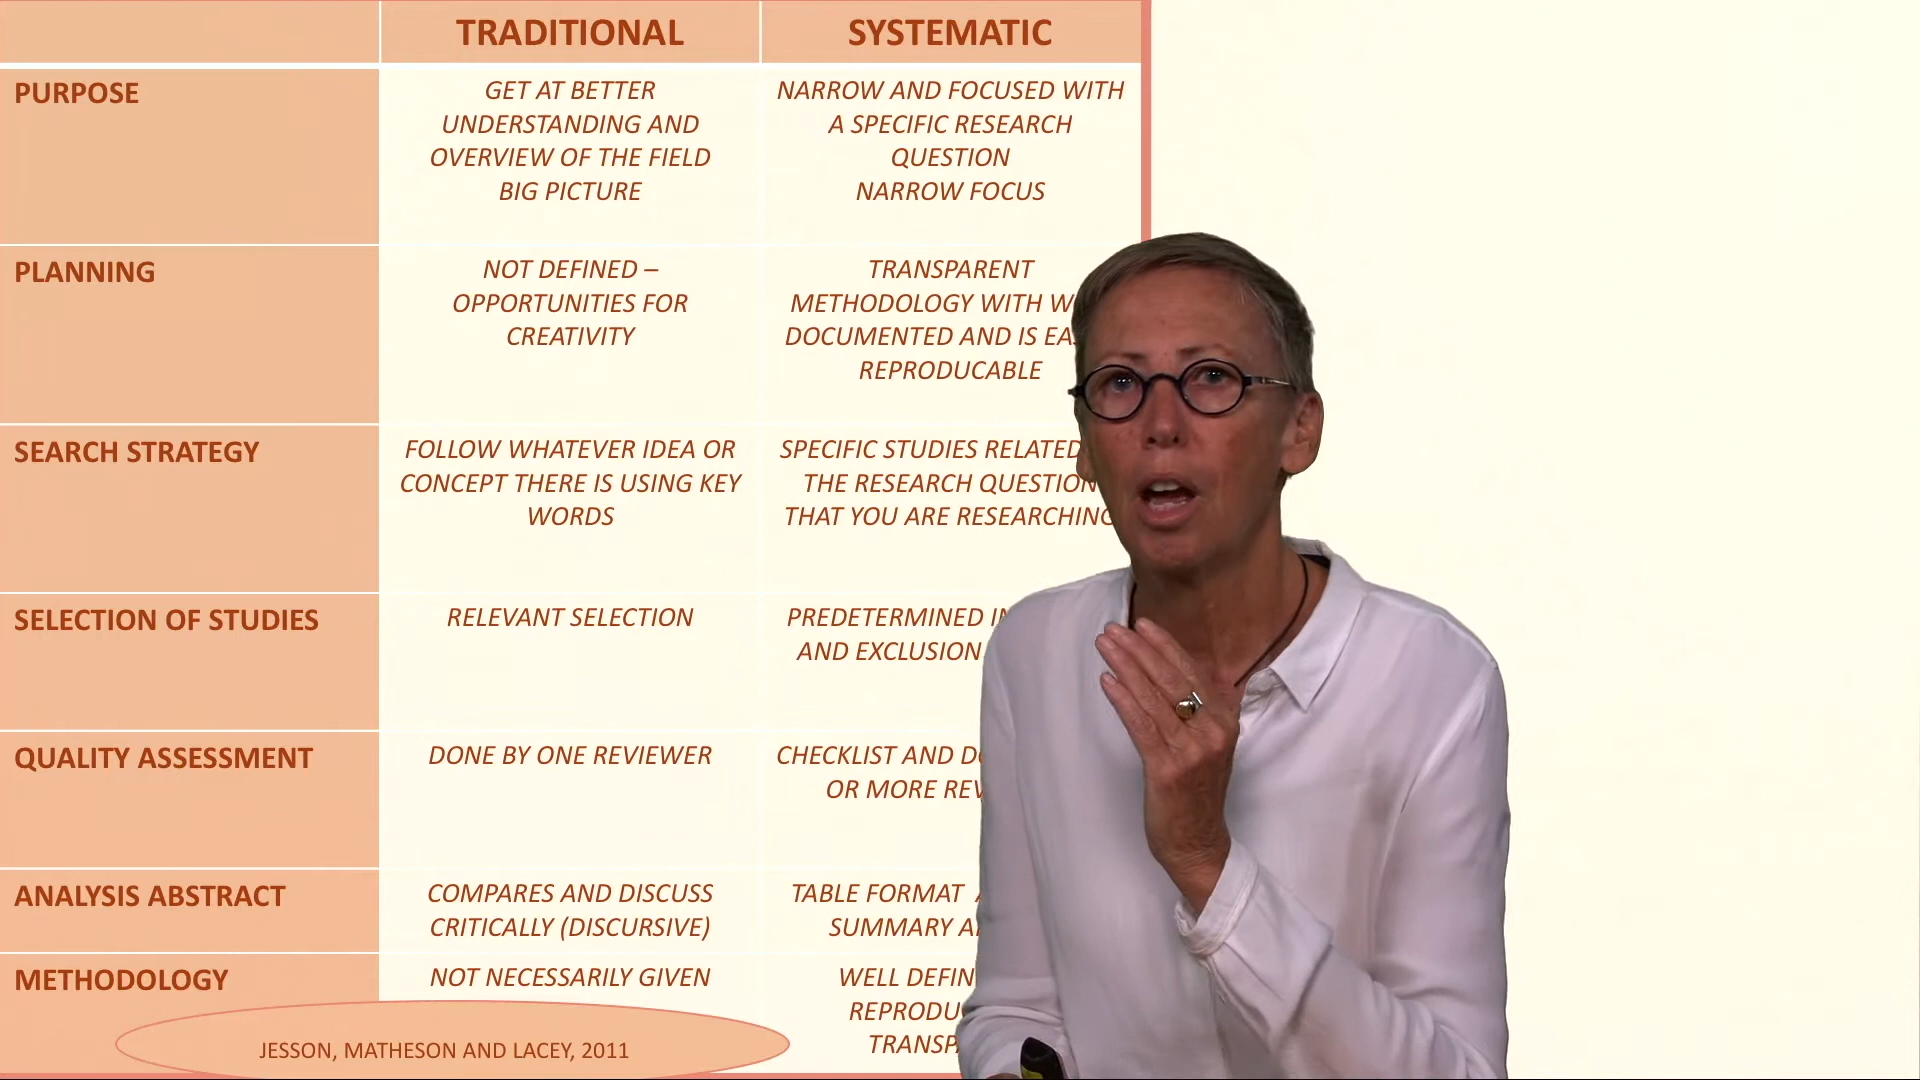 TRADITIONAL
SYSTEMATIC
PURPOSE
GET AT BETTER
UNDERSTANDING AND
OVERVIEW OF THE FIELD
BIG PICTURE
NARROW AND FOCUSED WITH
A SPECIFIC RESEARCH
QUESTION
NARROW FOCUS
PLANNING
NOT DEFINED –
OPPORTUNITIES FOR
CREATIVITY
TRANSPARENT
METHODOLOGY WITH
DOCUMENTED AND IS
REPRODUCABLE
SEARCH STRATEGY
FOLLOW WHATEVER IDEA OR
CONCEPT THERE IS USING KEY
WORDS
SPECIFIC STUDIES RELATED
THE RESEARCH QUESTION
THAT YOU ARE RESEARCHING
SELECTION OF STUDIES
RELEVANT SELECTION
PREDETERMINED
AND EXCLUSION
QUALITY ASSESSMENT
DONE BY ONE REVIEWER
CHECKLIST AND
OR MORE
ANALYSIS ABSTRACT
COMPARES AND DISCUSS
CRITICALLY (DISCURSIVE)
TABLE FORMAT
SUMMARY
METHODOLOGY
NOT NECESSARILY GIVEN
WELL
JESSON, MATHESON AND LACEY, 2011